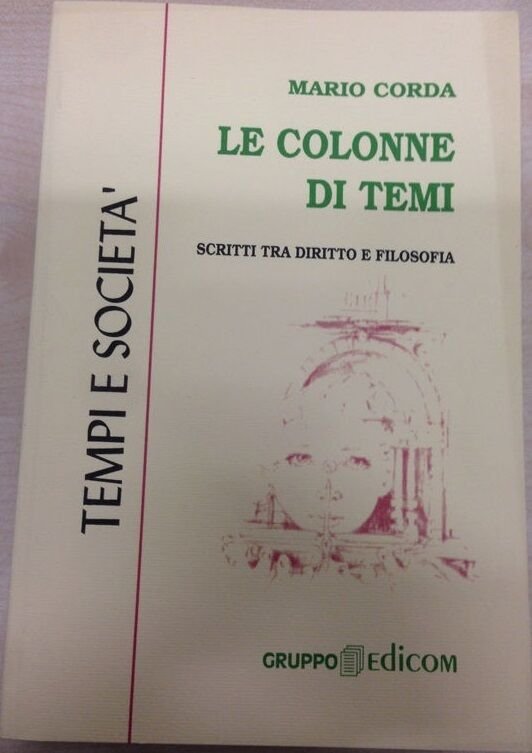 MARIO CORDA
LE COLONNE
DI TEMI
SCRITTI TRA DIRITTO E FILOSOFIA
TEMPI E SOCIETA'
GRUPPO EDICOM